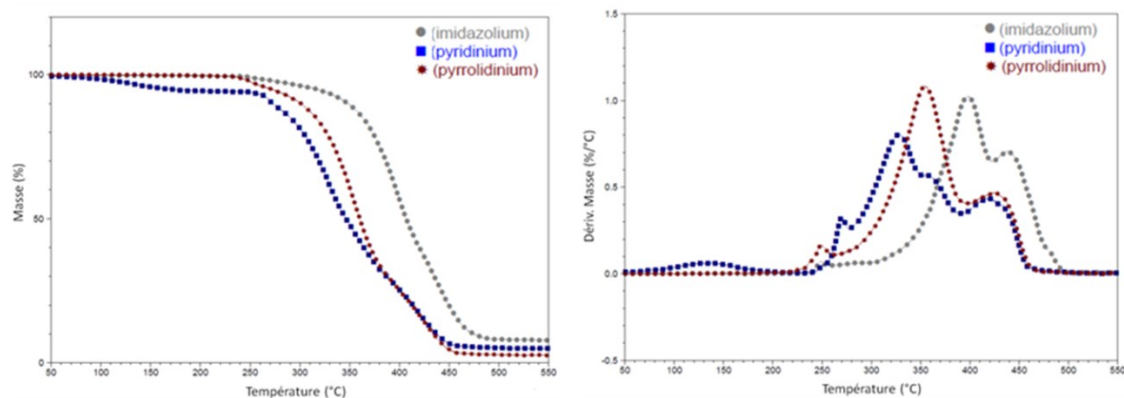 (imidazolium)
(pyridinium)
(pyrrolidinium)
100
50
0
Masse (%)
50 100 150 200 250 300 350 400 450 500 550
Température (°C)
(imidazolium)
(pyridinium)
(pyrrolidinium)
1.5
1.0
0.5
0.0
-0.5
Dériv. Masse (%/°C)
50 100 150 200 250 300 350 400 450 500 550
Température (°C)